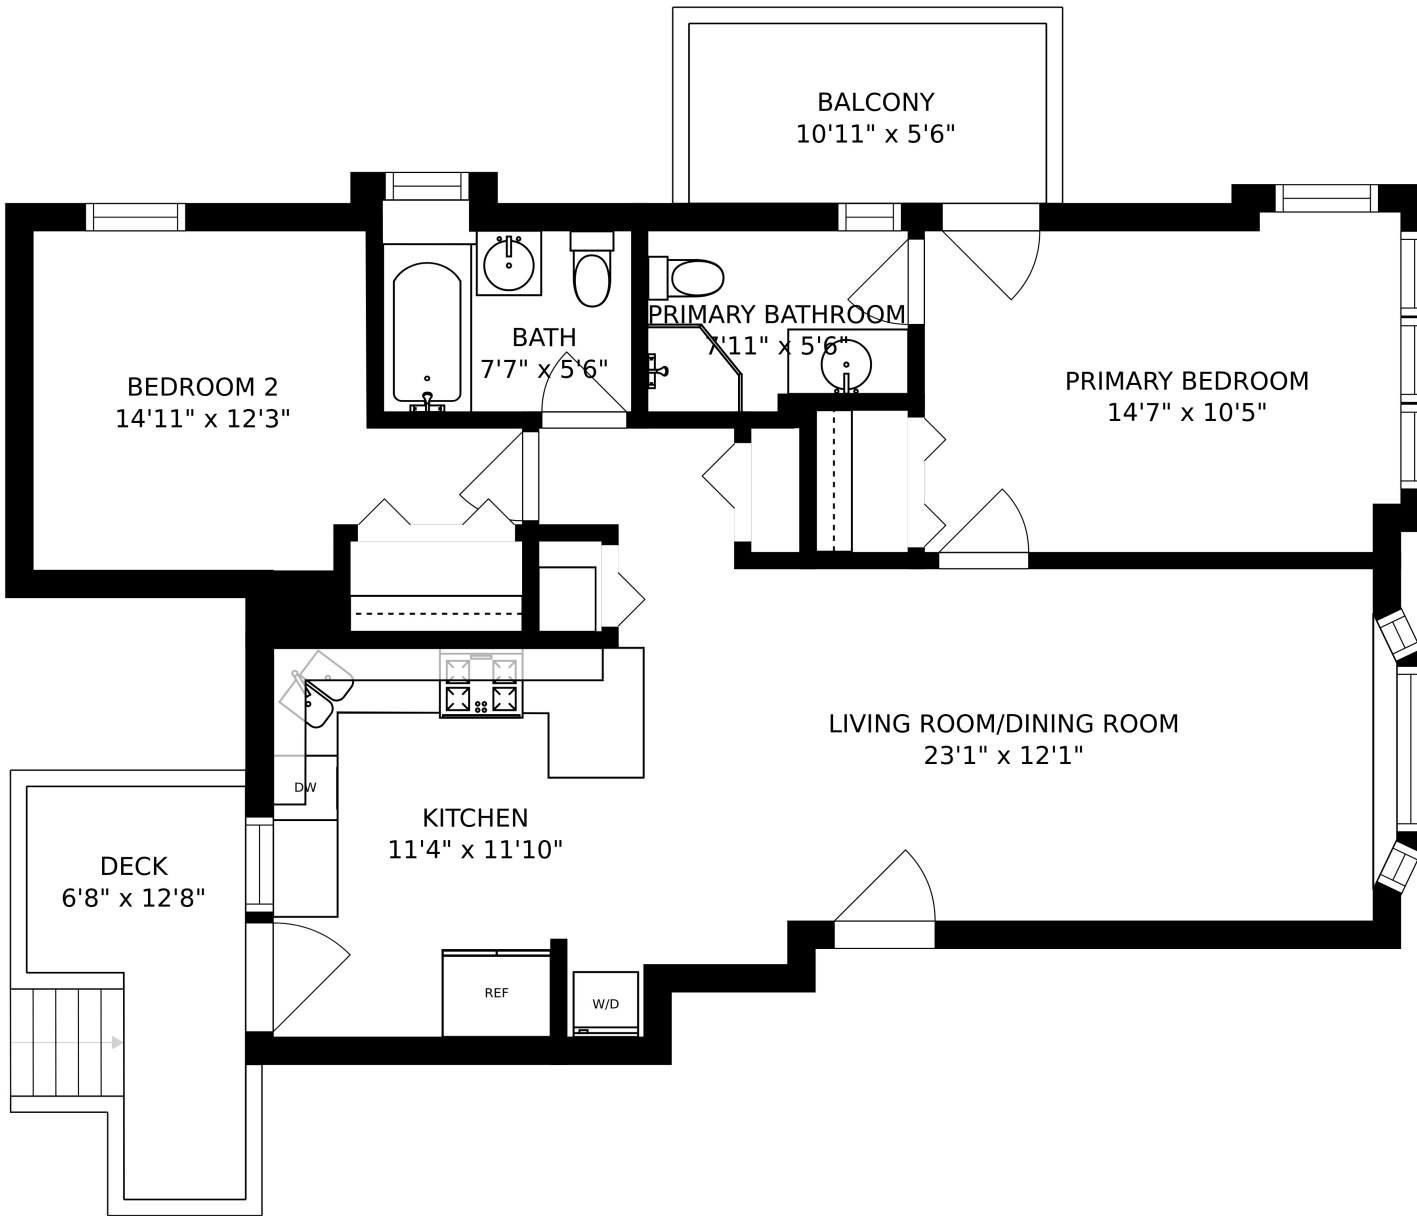 BALCONY
10'11" x 5'6"
BATH
7'7" x 5'6"
PRIMARY BATHROOM
7'11" x 5'6"
BEDROOM 2
14'11" x 12'3"
PRIMARY BEDROOM
14'7" x 10'5"
LIVING ROOM/DINING ROOM
23'1" x 12'1"
DW
KITCHEN
11'4" x 11'10"
DECK
6'8" x 12'8"
REF
W/D